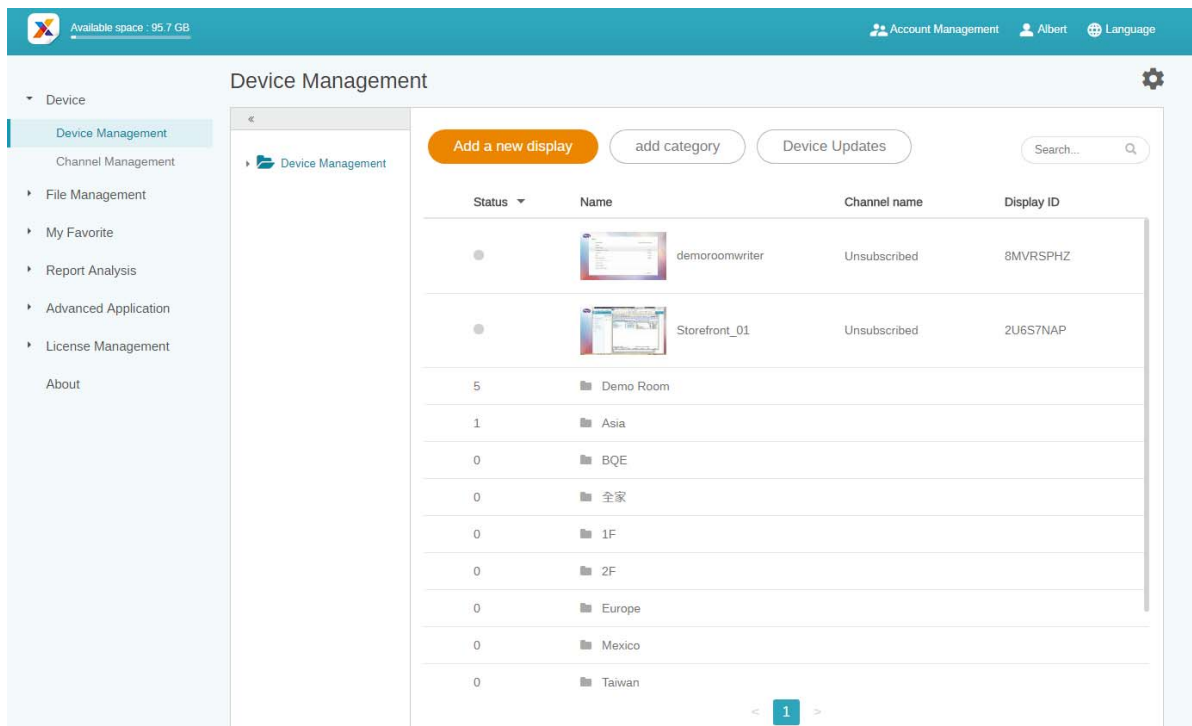 Available space : 95.7 GB
Account Management
Albert
Language
Device
Device Management
Channel Management
File Management
My Favorite
Report Analysis
Advanced Application
License Management
About
Device Management
«
Device Management
Add a new display
add category
Device Updates
Search...
Status Name Channel name Display ID
demoroomwriter Unsubscribed 8MVRSPHZ
Storefront_01 Unsubscribed 2U6S7NAP
5 Demo Room
1 Asia
0 BQE
0 全家
0 1F
0 2F
0 Europe
0 Mexico
0 Taiwan
< 1 >